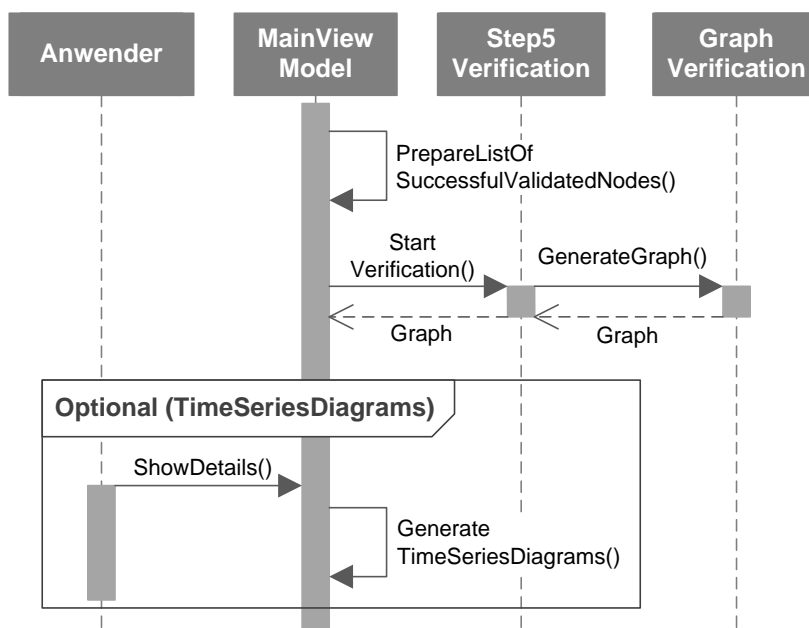 Anwender
MainView
Model
Step5
Verification
Graph
Verification
PrepareListOf
SuccessfulValidatedNodes()
Start
Verification()
GenerateGraph()
Graph
Graph
Optional (TimeSeriesDiagrams)
ShowDetails()
Generate
TimeSeriesDiagrams()